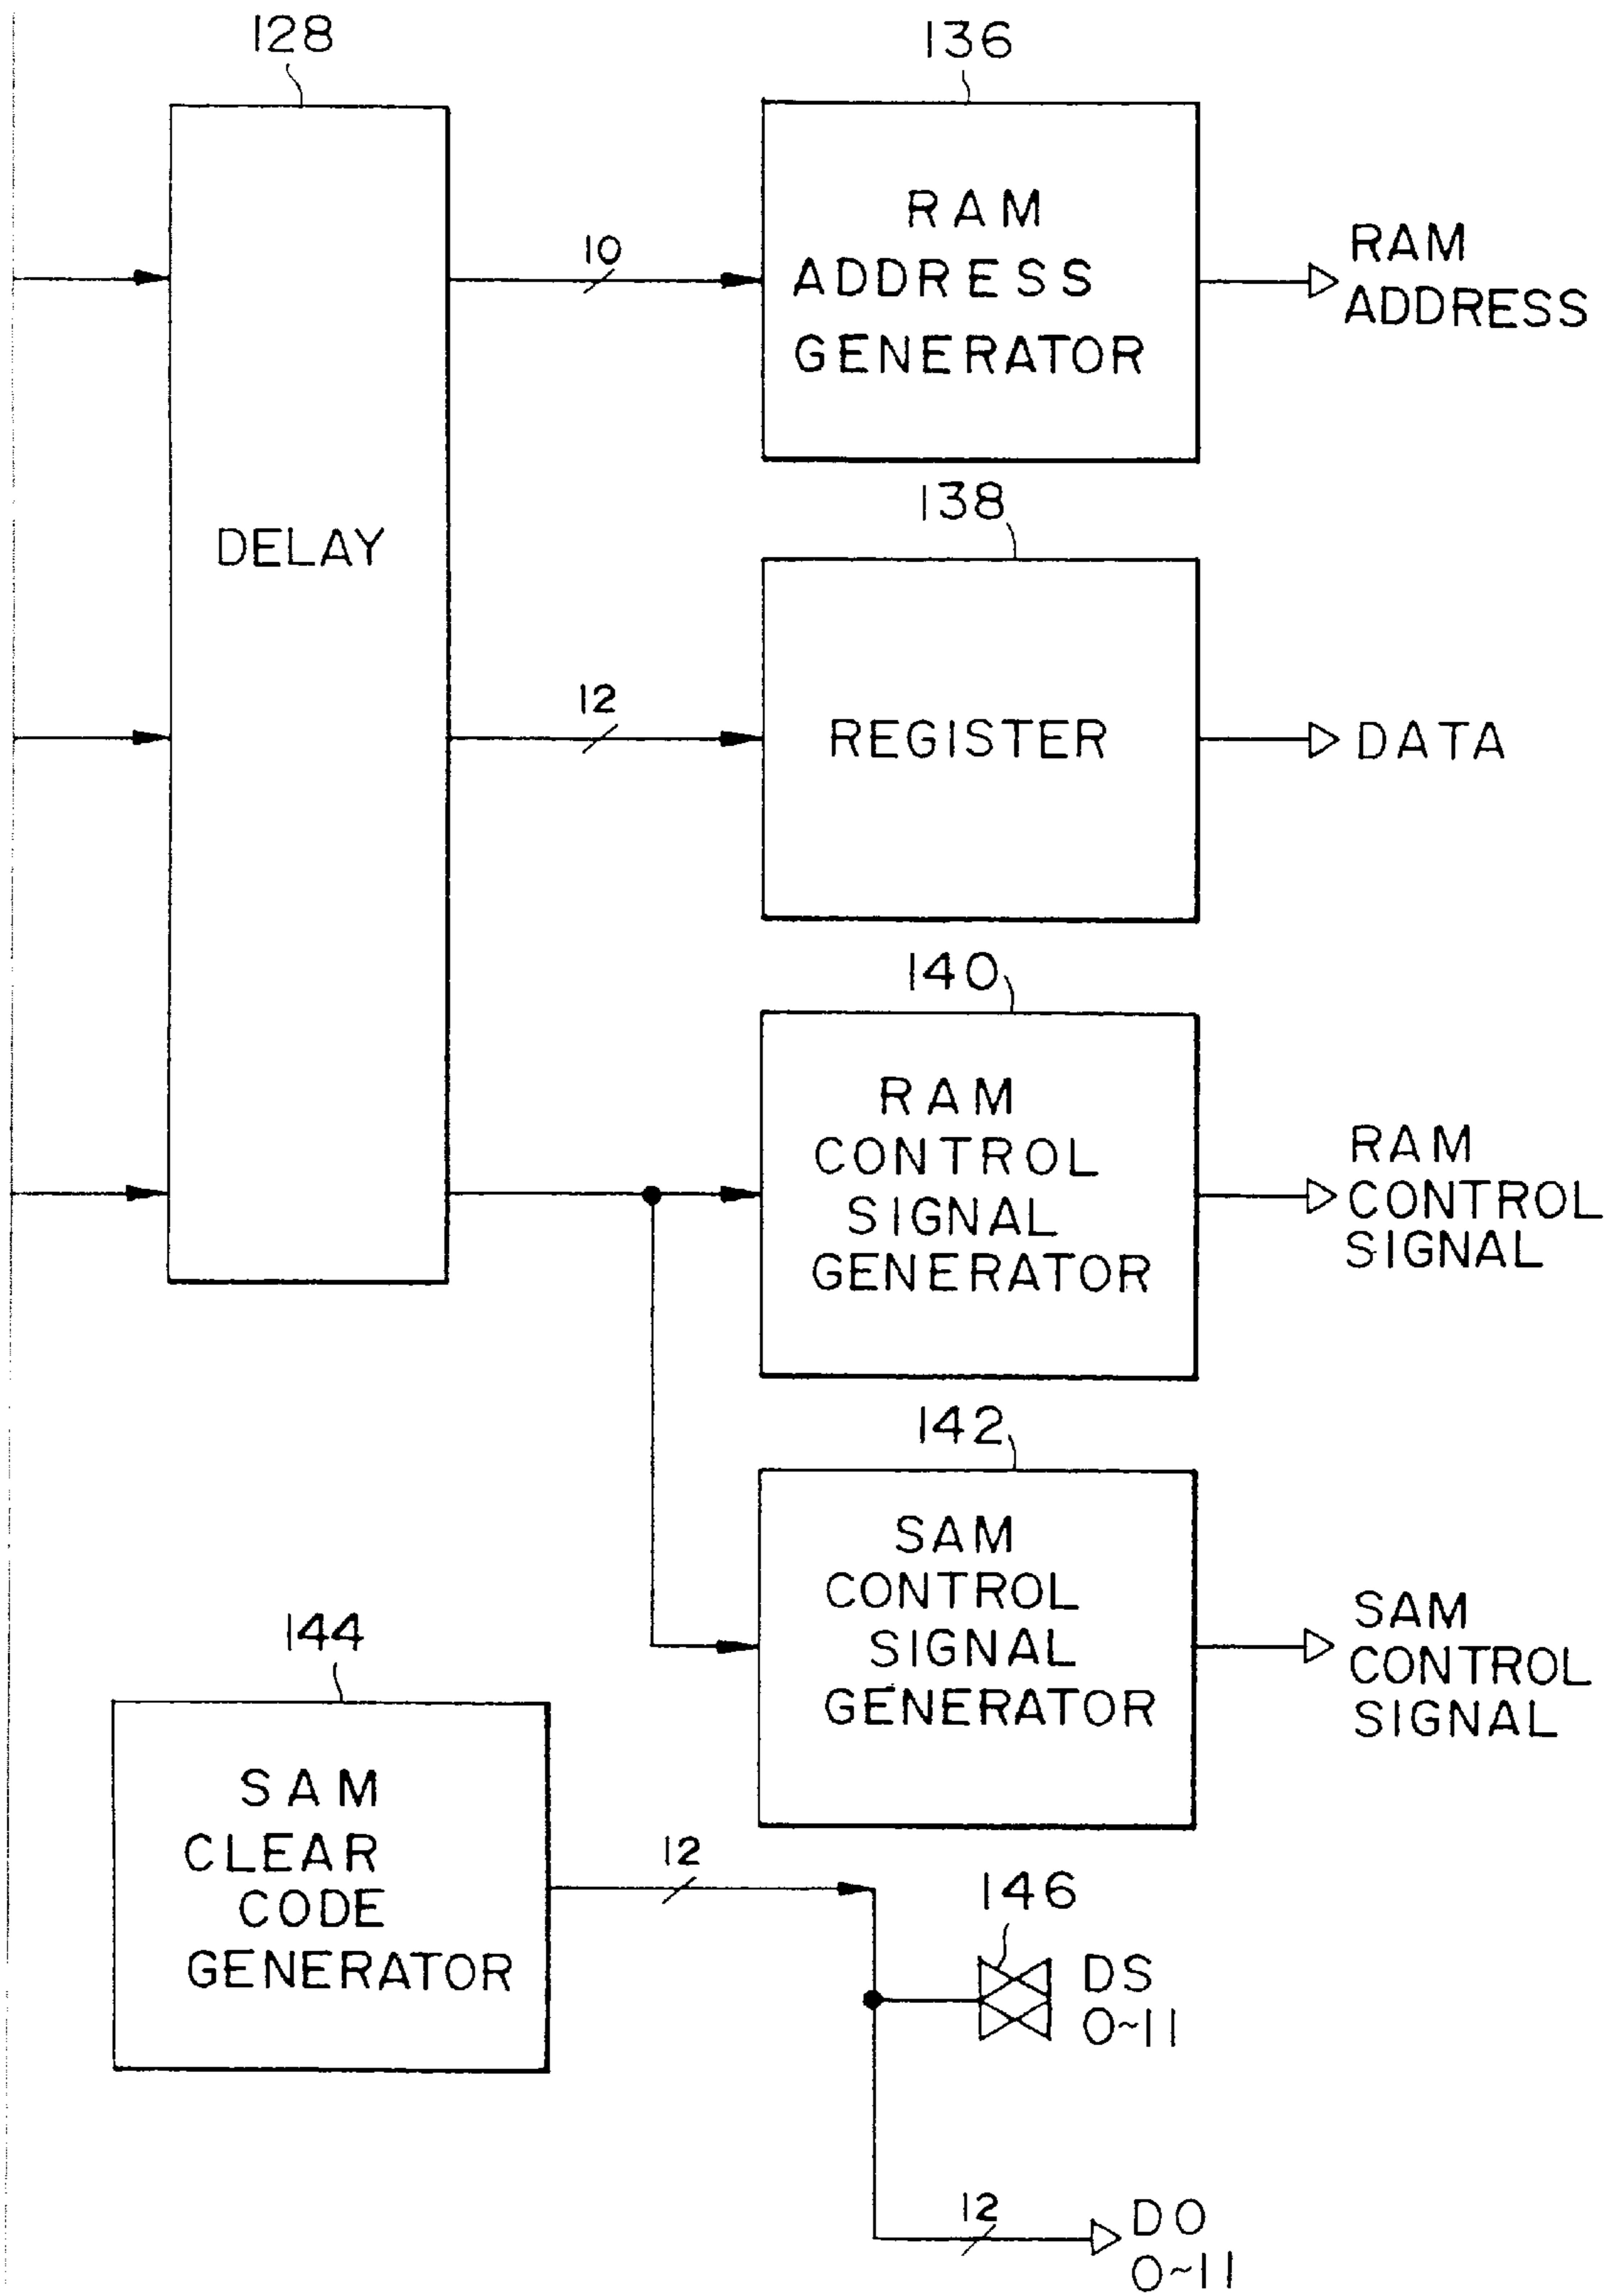 128
136
DELAY
10
RAM
ADDRESS
GENERATOR
RAM
ADDRESS
138
12
REGISTER
DATA
140
RAM
CONTROL
SIGNAL
GENERATOR
RAM
CONTROL
SIGNAL
142
SAM
CONTROL
SIGNAL
GENERATOR
SAM
CONTROL
SIGNAL
144
SAM
CLEAR
CODE
GENERATOR
12
146
DS
0~11
12
DO
0~11